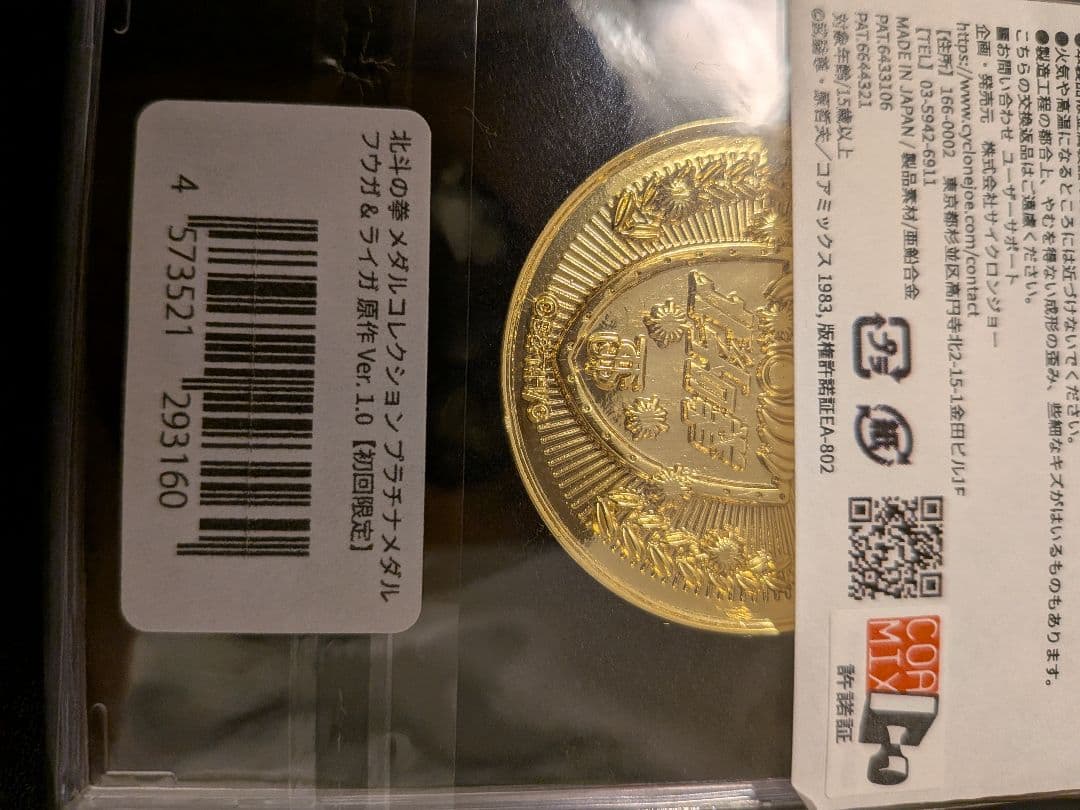 北斗の拳 メダルコレクション プラチナメダル
フウガ & ライガ 原作 Ver. 1.0【初回限定】
4 573521 293160
●火気や高温になるところには近づけないでください。
●製造工程の都合上、やむを得ない成形の歪み、些細なキズがはいるものもあります。
こちらの交換返品はご遠慮ください。
■お問い合わせ ユーザーサポート
企画・発売元 株式会社サイクロンジョー
https://www.cyclonejoe.com/contact
【住所】166-0002 東京都杉並区高円寺北2-15-1金田ビル1F
【TEL】03-5942-6911
MADE IN JAPAN / 製品素材/亜鉛合金
PAT.6433106
PAT.6644321
対象年齢/15歳以上
©武論尊・原哲夫／コアミックス 1983, 版権許諾証EA-802
プラ
紙
COA
MIX
許諾証